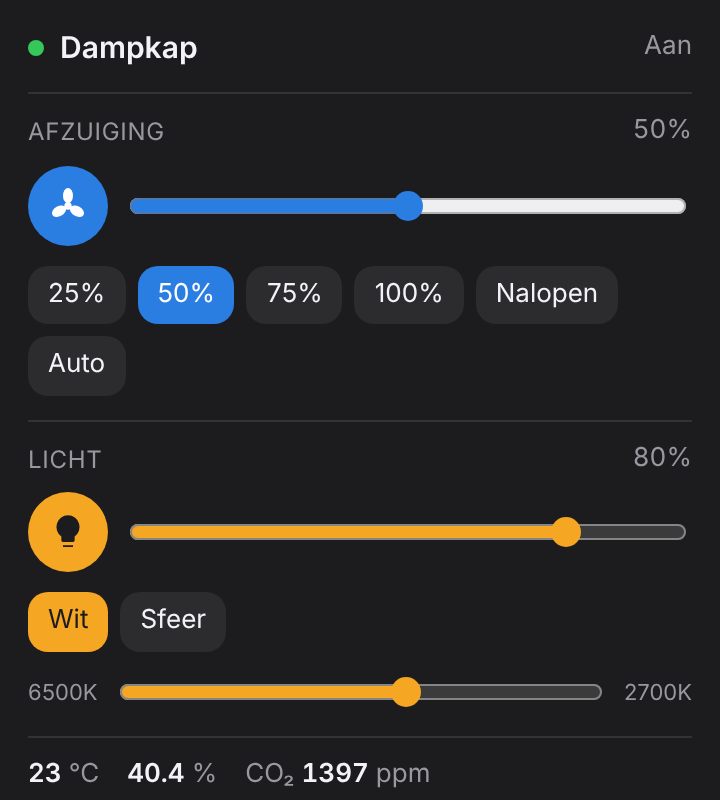 Dampkap Aan
AFZUIGING 50%
25% 50% 75% 100% Nalopen
Auto
LICHT 80%
Wit Sfeer
6500K 2700K
23 °C 40.4 % CO₂ 1397 ppm